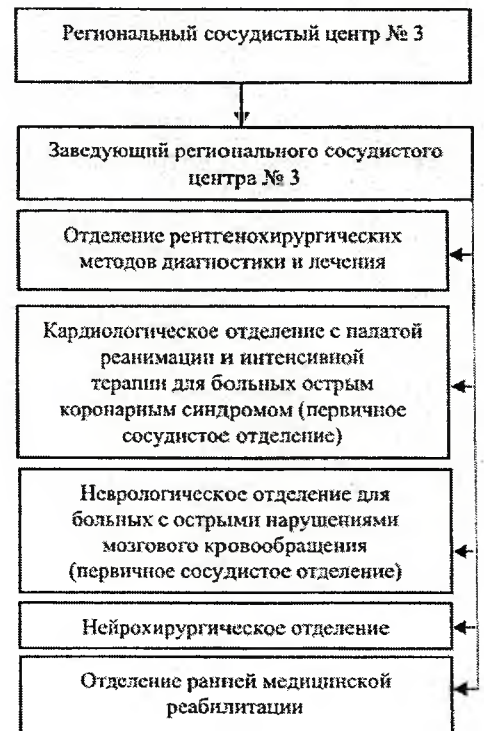 Региональный сосудистый центр № 3
Заведующий регионального сосудистого
центра № 3
Отделение рентгенохирургических
методов диагностики и лечения
Кардиологическое отделение с палатой
реанимации и интенсивной
терапии для больных острым
коронарным синдромом (первичное
сосудистое отделение)
Неврологическое отделение для
больных с острыми нарушениями
мозгового кровообращения
(первичное сосудистое отделение)
Нейрохирургическое отделение
Отделение ранней медицинской
реабилитации